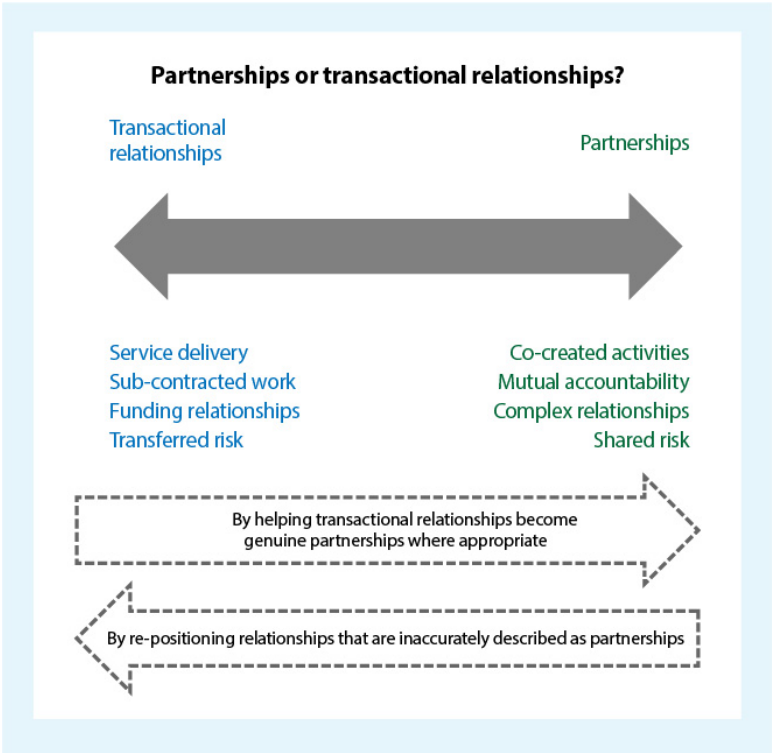 Partnerships or transactional relationships?
Transactional
relationships
Partnerships
Service delivery
Sub-contracted work
Funding relationships
Transferred risk
Co-created activities
Mutual accountability
Complex relationships
Shared risk
By helping transactional relationships become
genuine partnerships where appropriate
By re-positioning relationships that are inaccurately described as partnerships